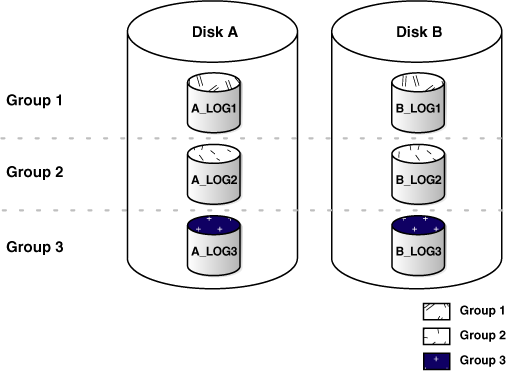 Disk A
Disk B
Group 1
A_LOG1
B_LOG1
Group 2
A_LOG2
B_LOG2
Group 3
A_LOG3
B_LOG3
Group 1
Group 2
Group 3